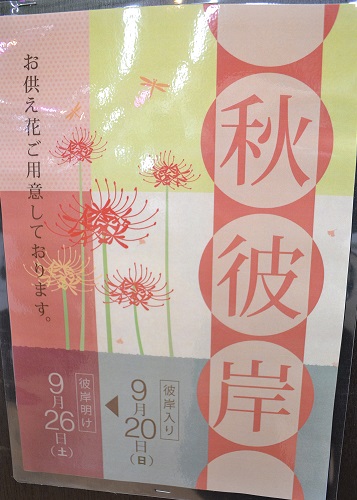 秋彼岸
お供え花ご用意しております。
彼岸入り
9月20日(日)
◀
彼岸明け
9月26日(土)